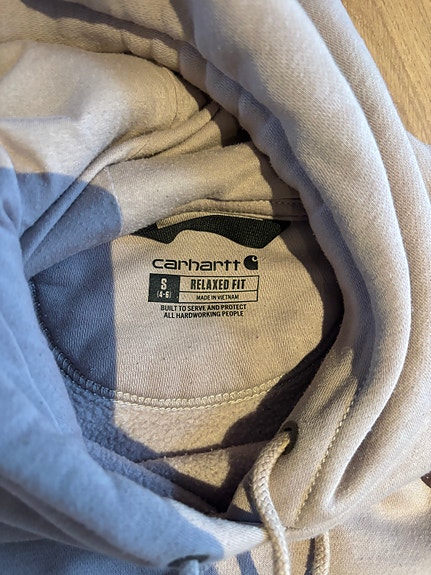 carhartt
S
(4-6)
RELAXED FIT
MADE IN VIETNAM
BUILT TO SERVE AND PROTECT
ALL HARDWORKING PEOPLE